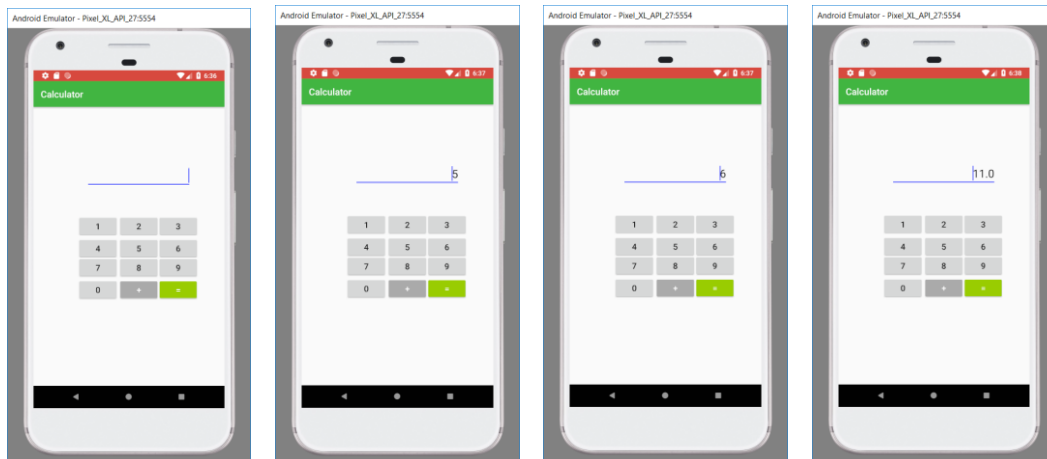 Android Emulator - Pixel_XL_API_27:5554
6:36
Calculator
1 2 3
4 5 6
7 8 9
0 + =
Android Emulator - Pixel_XL_API_27:5554
6:37
Calculator
5
1 2 3
4 5 6
7 8 9
0 + =
Android Emulator - Pixel_XL_API_27:5554
6:37
Calculator
6
1 2 3
4 5 6
7 8 9
0 + =
Android Emulator - Pixel_XL_API_27:5554
6:38
Calculator
11.0
1 2 3
4 5 6
7 8 9
0 + =